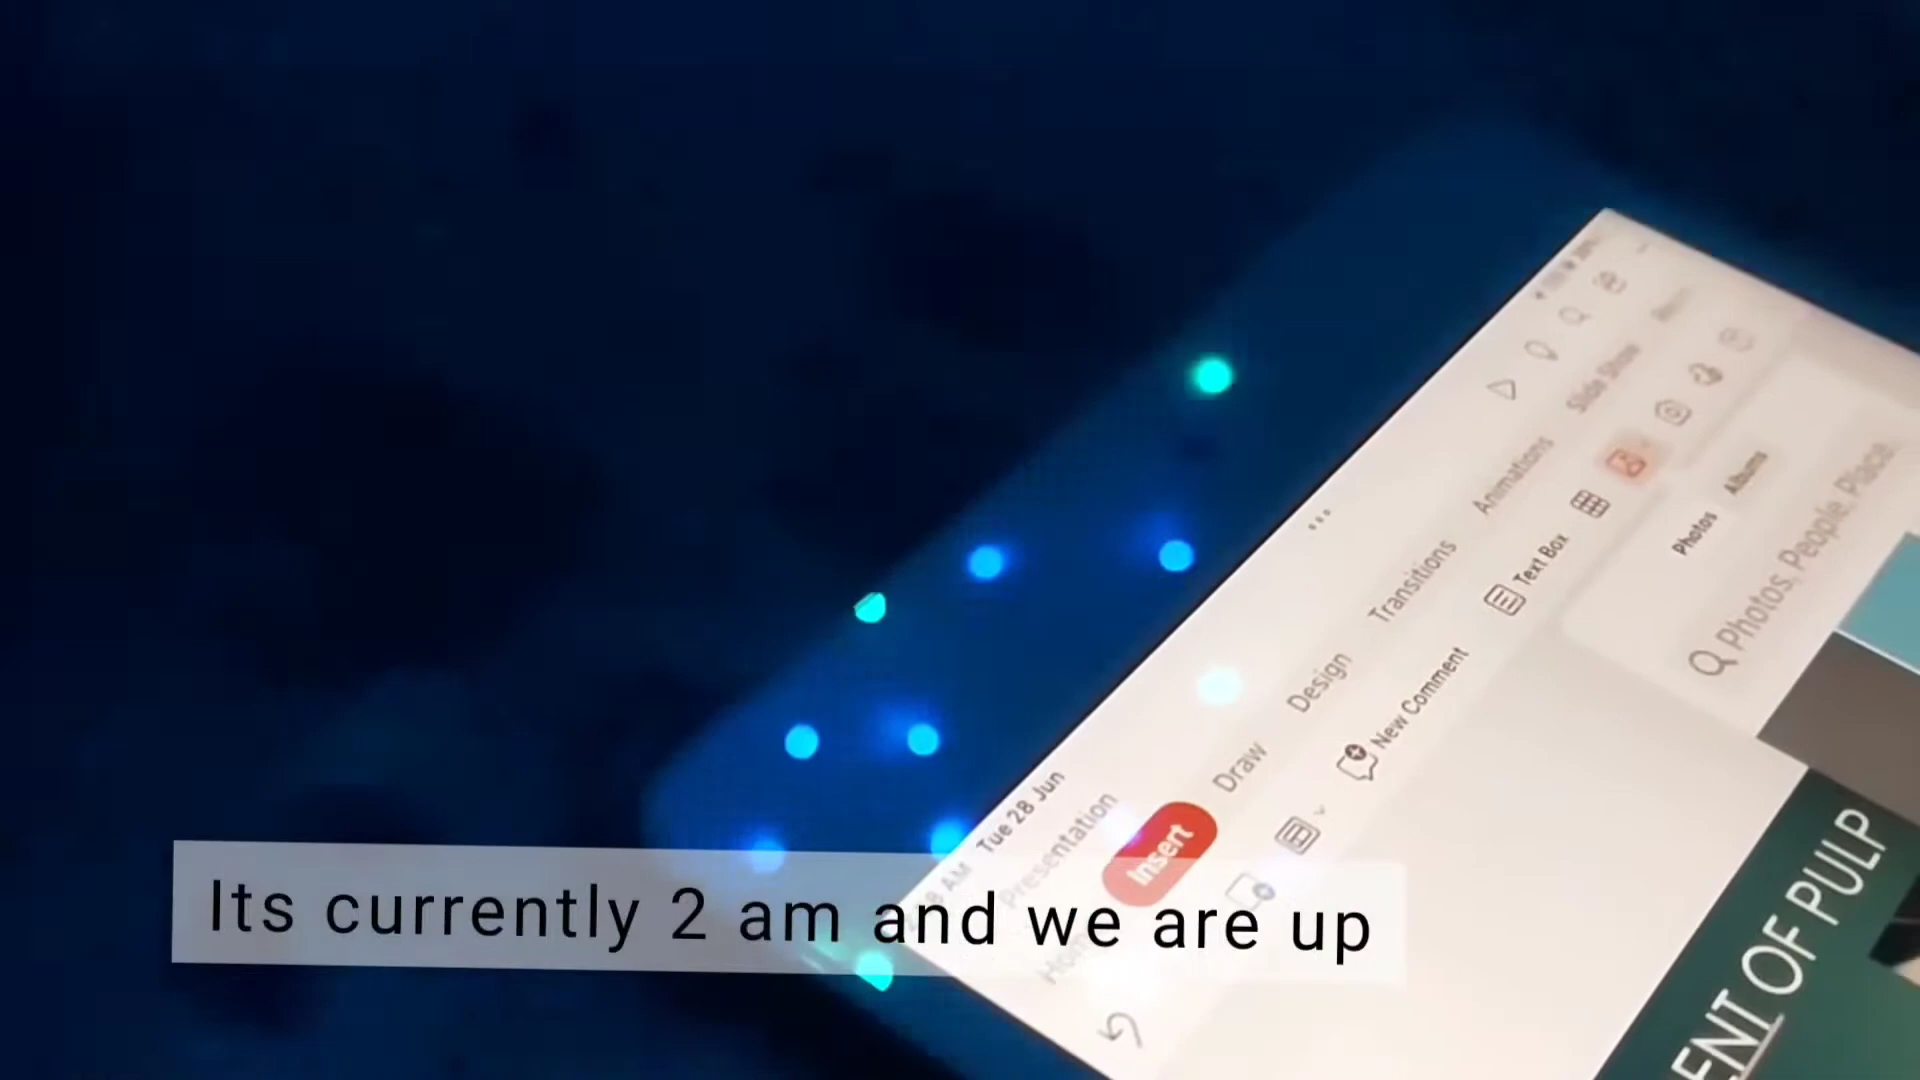 Its currently 2 am and we are up
Tue 28 Jun
Presentation
Insert
Draw
Design
Transitions
Animations
Slide Show
New Comment
Text Box
Photos
Albums
Photos, People, Place
OF PULP